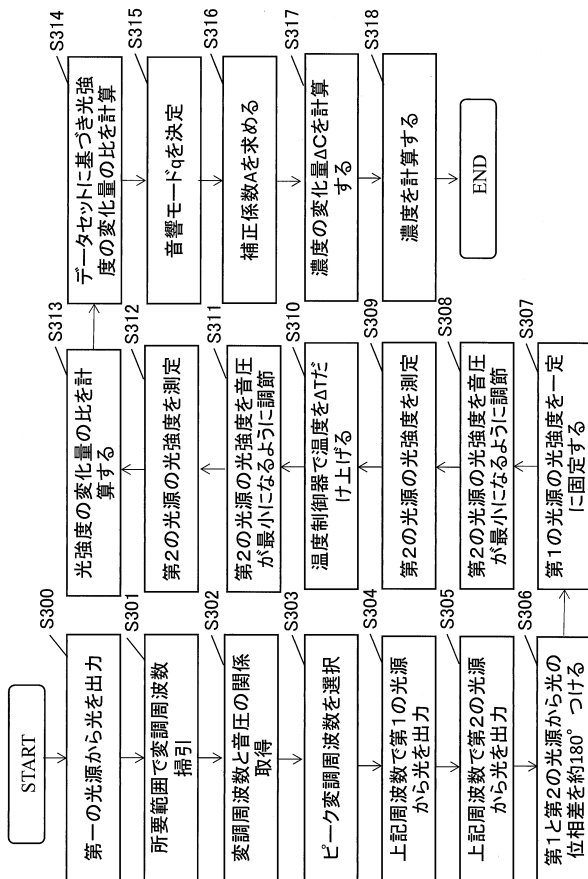 START
S300
第一の光源から光を出力
S301
所要範囲で変調周波数
掃引
S302
変調周波数と音圧の関係
取得
S303
ピーク変調周波数を選択
S304
上記周波数で第1の光源
から光を出力
S305
上記周波数で第2の光源
から光を出力
S306
第1と第2の光源から光の
位相差を約180°つける
S307
第1の光源の光強度を一定
に固定する
S308
第2の光源の光強度を音圧
が最小になるように調節
S309
第2の光源の光強度を測定
S310
温度制御器で温度をΔTだ
け上げる
S311
第2の光源の光強度を音圧
が最小になるように調節
S312
第2の光源の光強度を測定
S313
光強度の変化量の比を計
算する
S314
データセットに基づき光強
度の変化量の比を計算
S315
音響モードqを決定
S316
補正係数Aを求める
S317
濃度の変化量ΔCを計算
する
S318
濃度を計算する
END